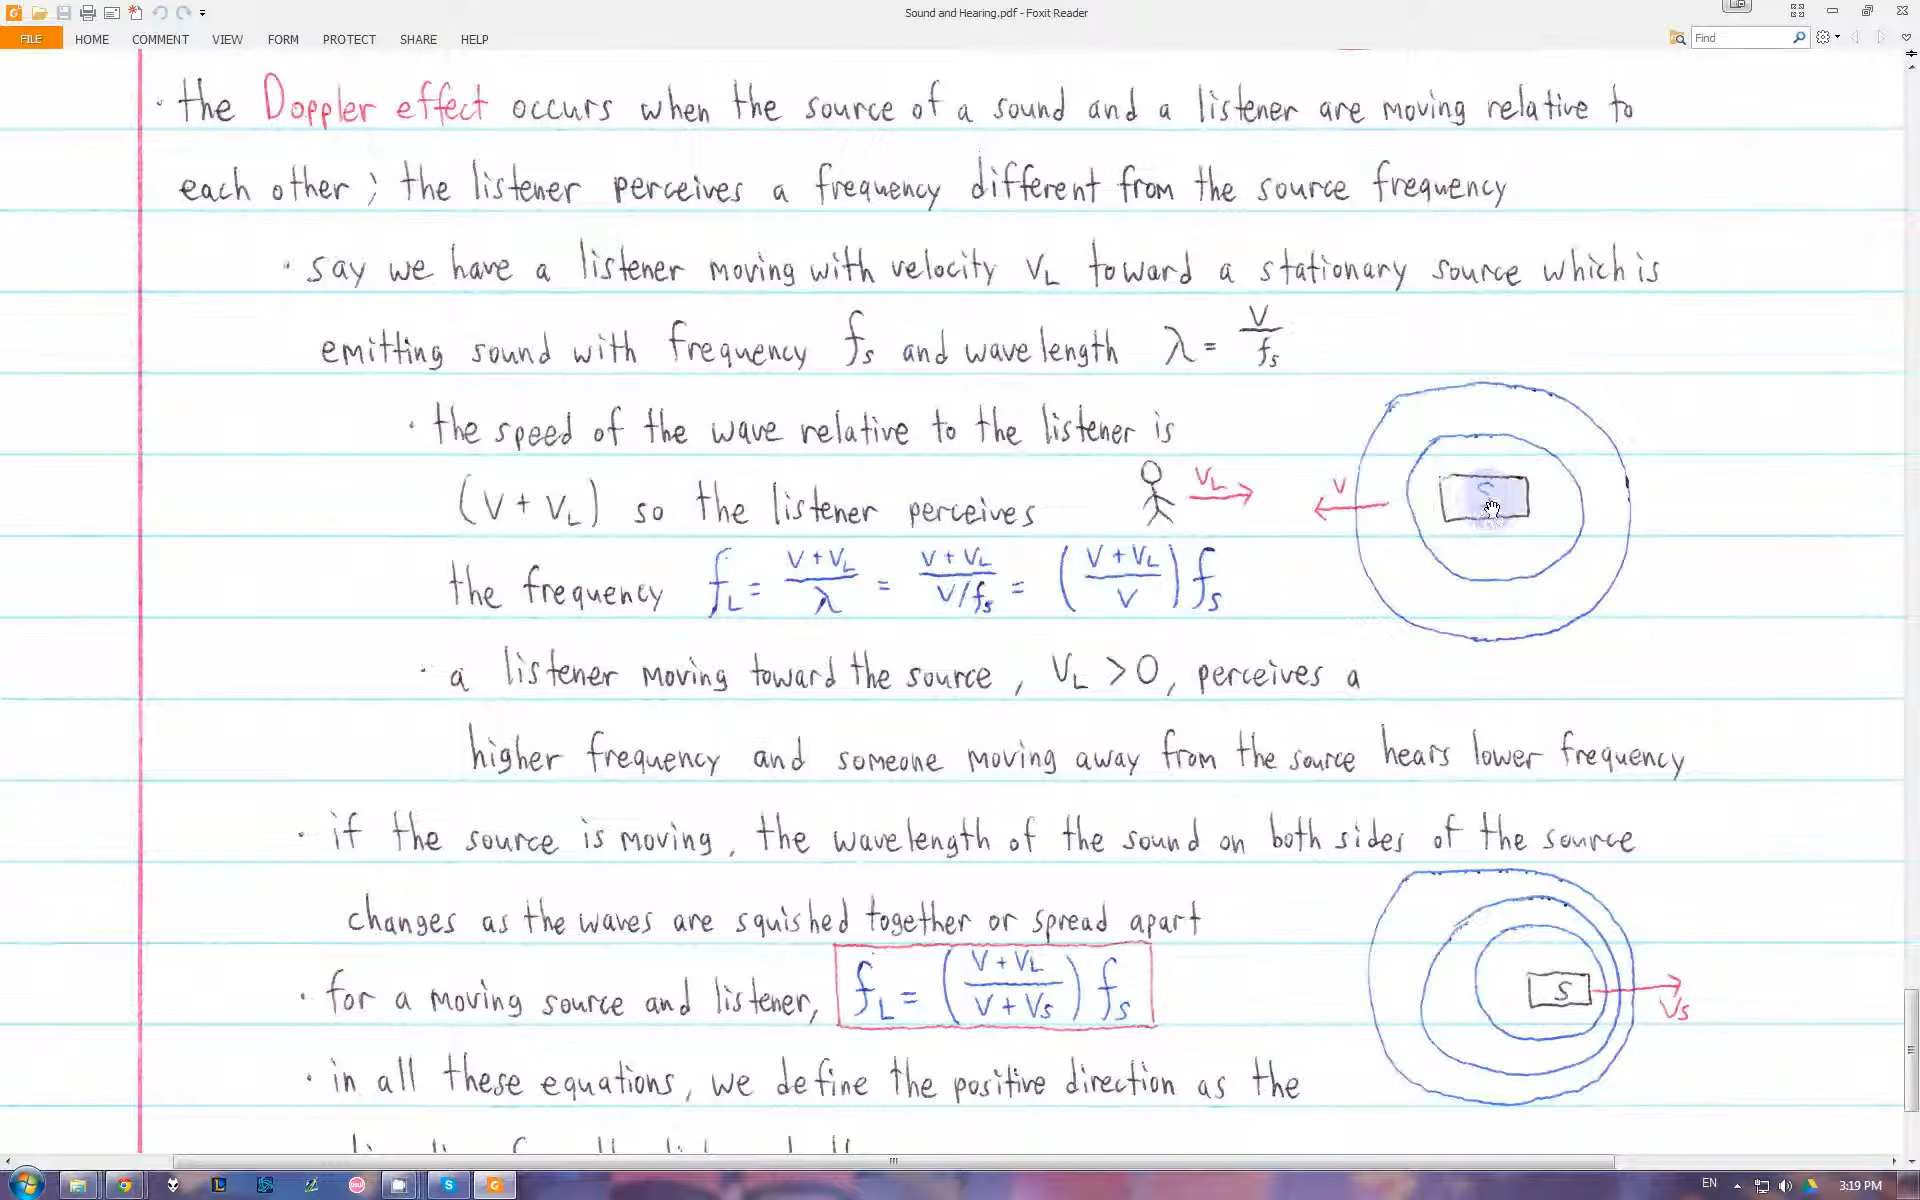 Sound and Hearing.pdf - Foxit Reader
FILE HOME COMMENT VIEW FORM PROTECT SHARE HELP
Find
· the Doppler effect occurs when the source of a sound and a listener are moving relative to
each other; the listener perceives a frequency different from the source frequency
· say we have a listener moving with velocity V_L toward a stationary source which is
emitting sound with frequency f_s and wavelength λ = V/f_s
· the speed of the wave relative to the listener is
(V + V_L) so the listener perceives
V_L V S
the frequency f_L = (V + V_L)/λ = (V + V_L)/(V/f_s) = ((V + V_L)/V) f_s
· a listener moving toward the source, V_L > 0, perceives a
higher frequency and someone moving away from the source hears lower frequency
· if the source is moving, the wavelength of the sound on both sides of the source
changes as the waves are squished together or spread apart
· for a moving source and listener, f_L = ((V + V_L)/(V + V_s)) f_s
S V_s
· in all these equations, we define the positive direction as the
EN 3:19 PM